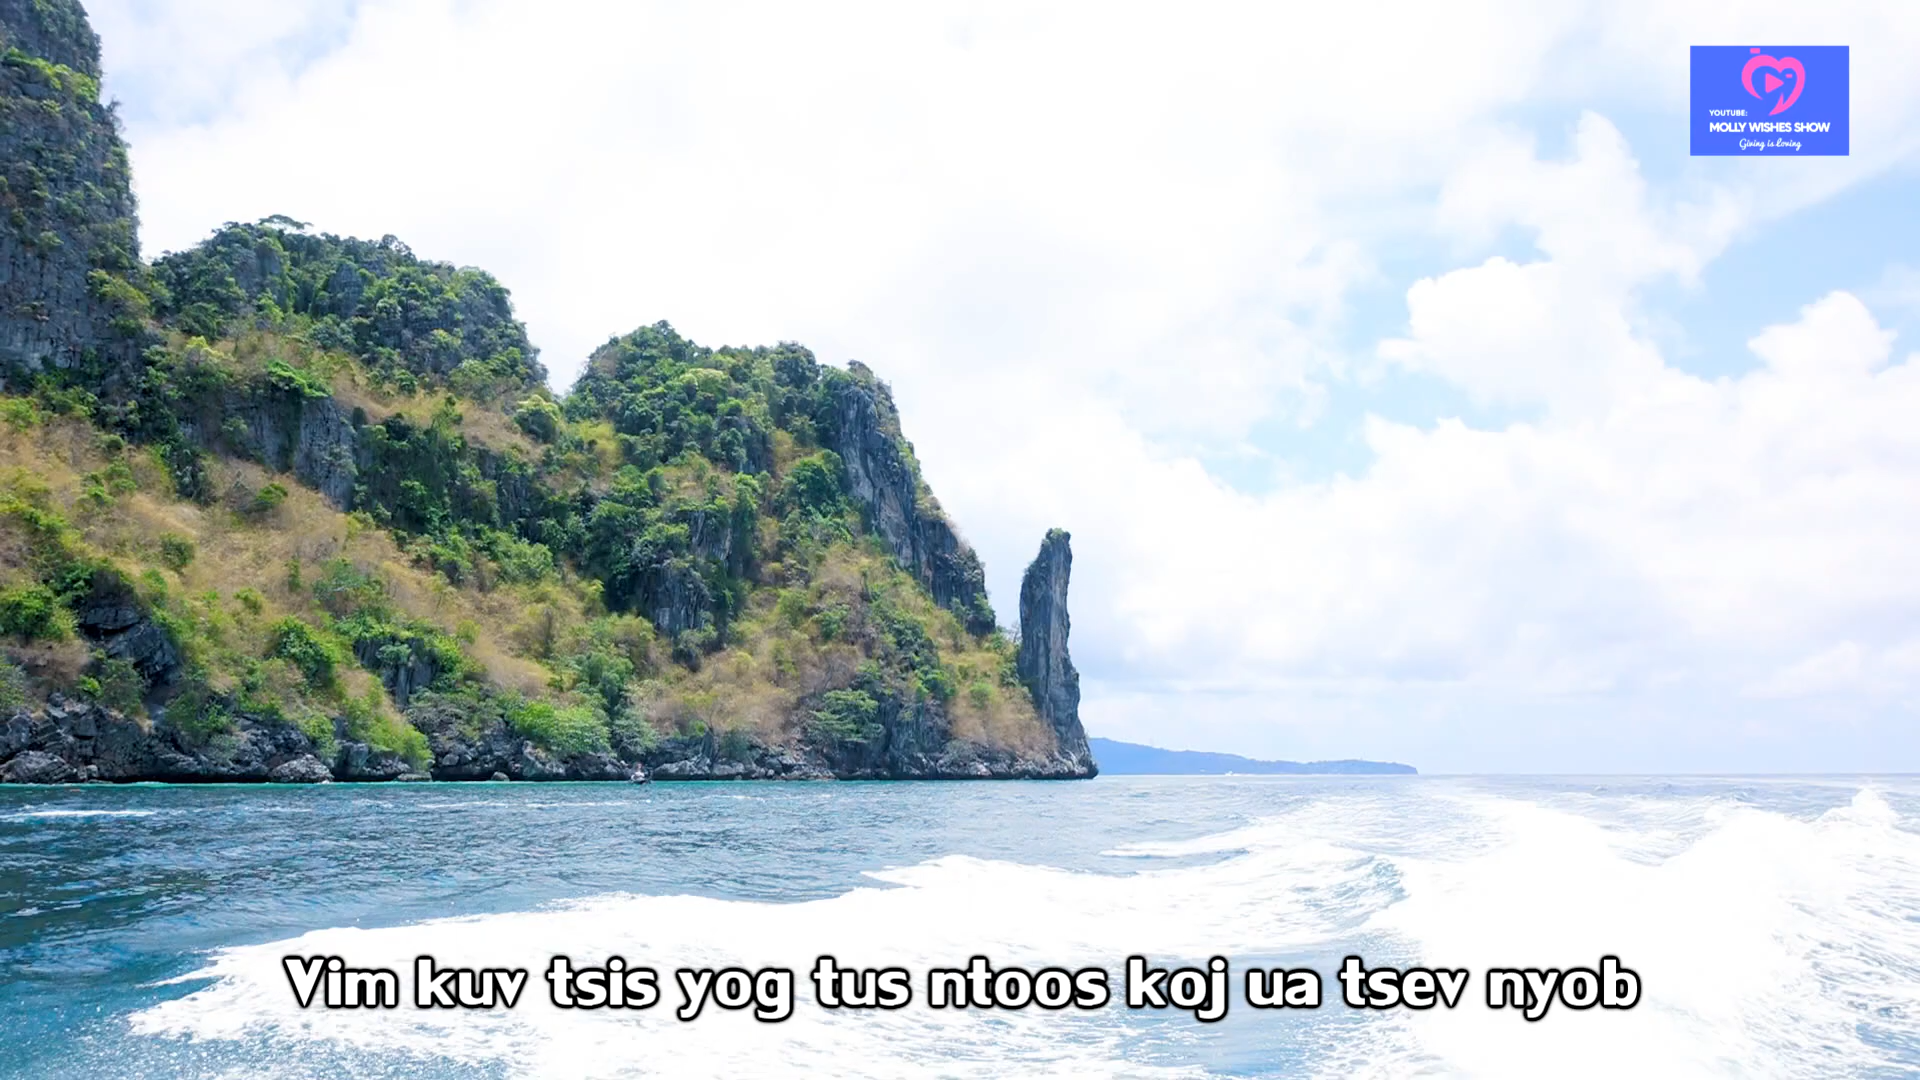 YOUTUBE:
MOLLY WISHES SHOW
Giving is Loving
Vim kuv tsis yog tus ntoos koj ua tsev nyob